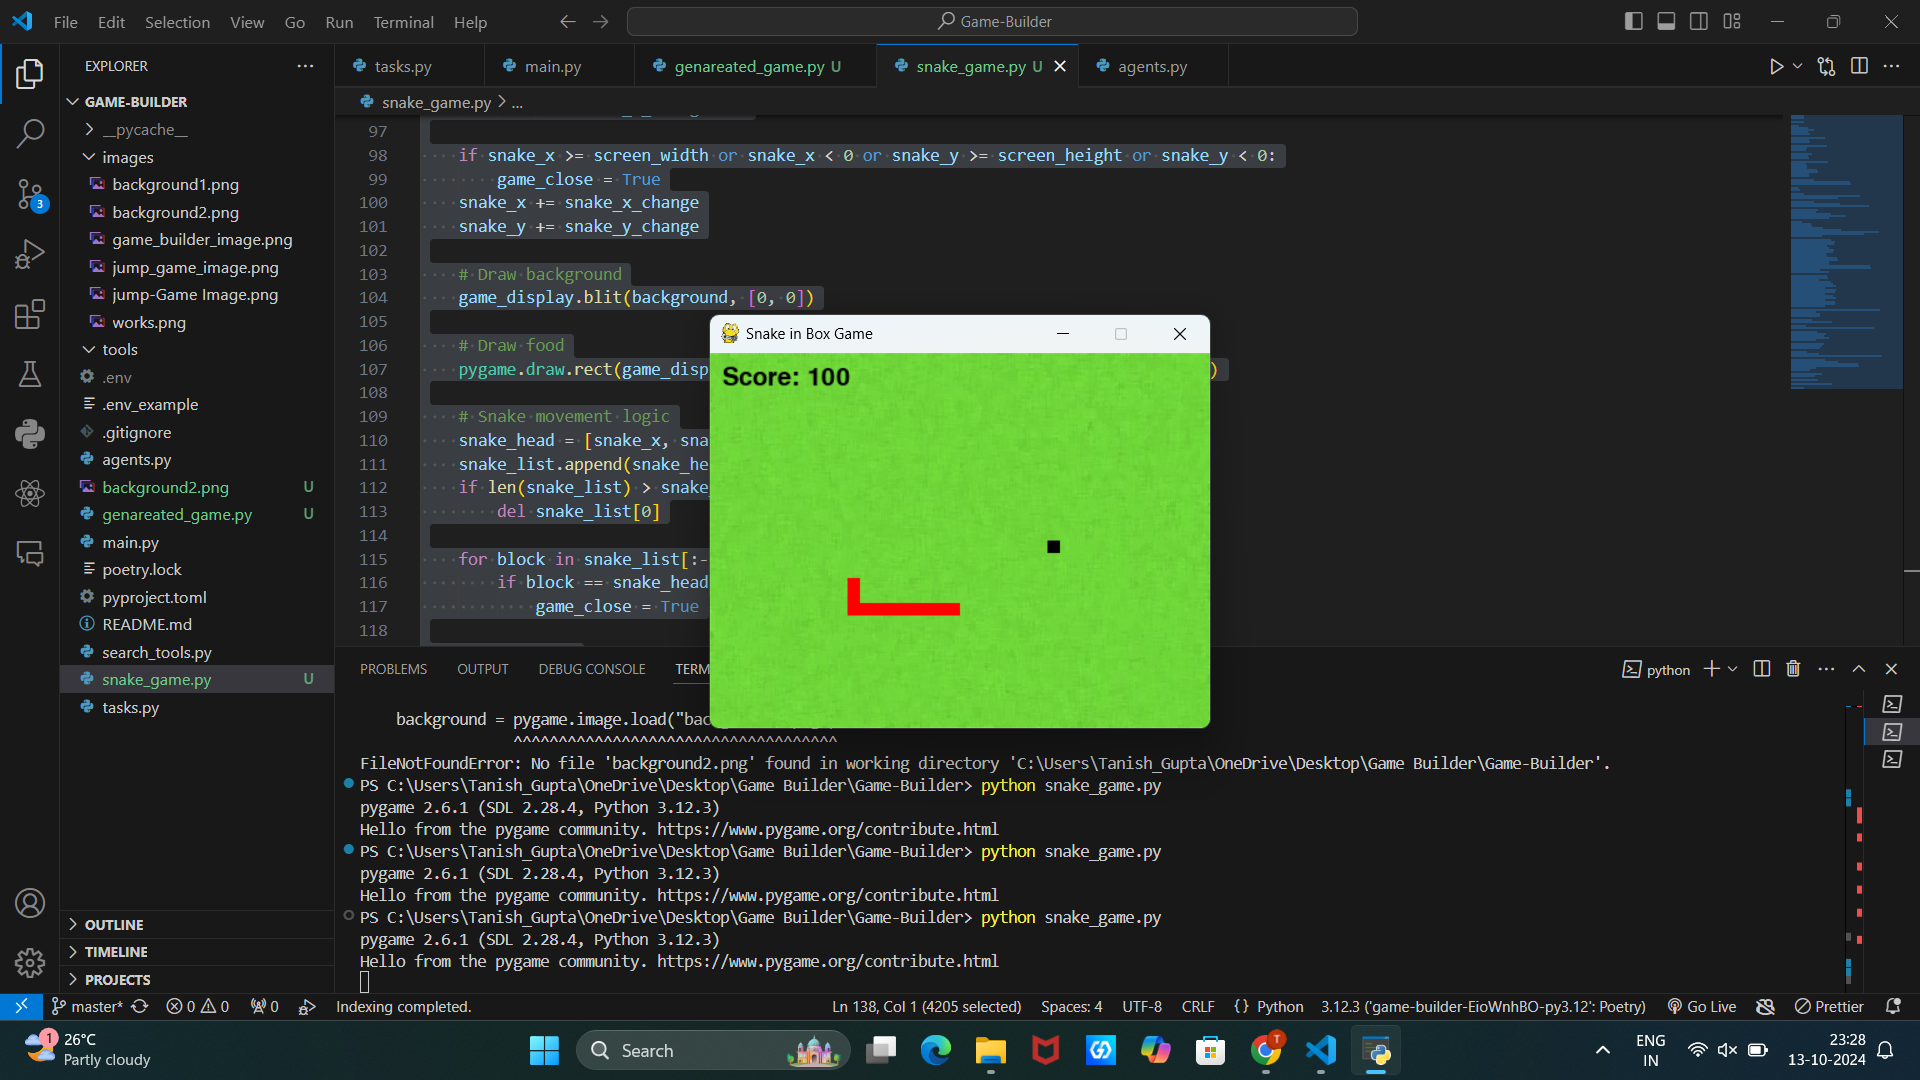 File Edit Selection View Go Run Terminal Help
Game-Builder
EXPLORER
GAME-BUILDER
__pycache__
images
background1.png
background2.png
game_builder_image.png
jump_game_image.png
jump-Game Image.png
works.png
tools
.env
.env_example
.gitignore
agents.py
background2.png U
genareated_game.py U
main.py
poetry.lock
pyproject.toml
README.md
search_tools.py
snake_game.py U
tasks.py
OUTLINE
TIMELINE
PROJECTS
3
tasks.py main.py genareated_game.py U snake_game.py U agents.py
snake_game.py > ...
97
98 if snake_x >= screen_width or snake_x < 0 or snake_y >= screen_height or snake_y < 0:
99 game_close = True
100 snake_x += snake_x_change
101 snake_y += snake_y_change
102
103 # Draw background
104 game_display.blit(background, [0, 0])
105
106 # Draw food
107 pygame.draw.rect(game_disp )
108
109 # Snake movement logic
110 snake_head = [snake_x, sna
111 snake_list.append(snake_he
112 if len(snake_list) > snake_
113 del snake_list[0]
114
115 for block in snake_list[:-
116 if block == snake_head
117 game_close = True
118
Snake in Box Game
Score: 100
PROBLEMS OUTPUT DEBUG CONSOLE TERM
python
background = pygame.image.load("bac
^^^^^^^^^^^^^^^^^^^^^^^^^^^^^^^^^^^^
FileNotFoundError: No file 'background2.png' found in working directory 'C:\Users\Tanish_Gupta\OneDrive\Desktop\Game Builder\Game-Builder'.
PS C:\Users\Tanish_Gupta\OneDrive\Desktop\Game Builder\Game-Builder> python snake_game.py
pygame 2.6.1 (SDL 2.28.4, Python 3.12.3)
Hello from the pygame community. https://www.pygame.org/contribute.html
PS C:\Users\Tanish_Gupta\OneDrive\Desktop\Game Builder\Game-Builder> python snake_game.py
pygame 2.6.1 (SDL 2.28.4, Python 3.12.3)
Hello from the pygame community. https://www.pygame.org/contribute.html
PS C:\Users\Tanish_Gupta\OneDrive\Desktop\Game Builder\Game-Builder> python snake_game.py
pygame 2.6.1 (SDL 2.28.4, Python 3.12.3)
Hello from the pygame community. https://www.pygame.org/contribute.html
master* 0 0 0 Indexing completed. Ln 138, Col 1 (4205 selected) Spaces: 4 UTF-8 CRLF {} Python 3.12.3 ('game-builder-EioWnhBO-py3.12': Poetry) Go Live Prettier
1
26°C
Partly cloudy
Search
T
ENG
IN
23:28
13-10-2024